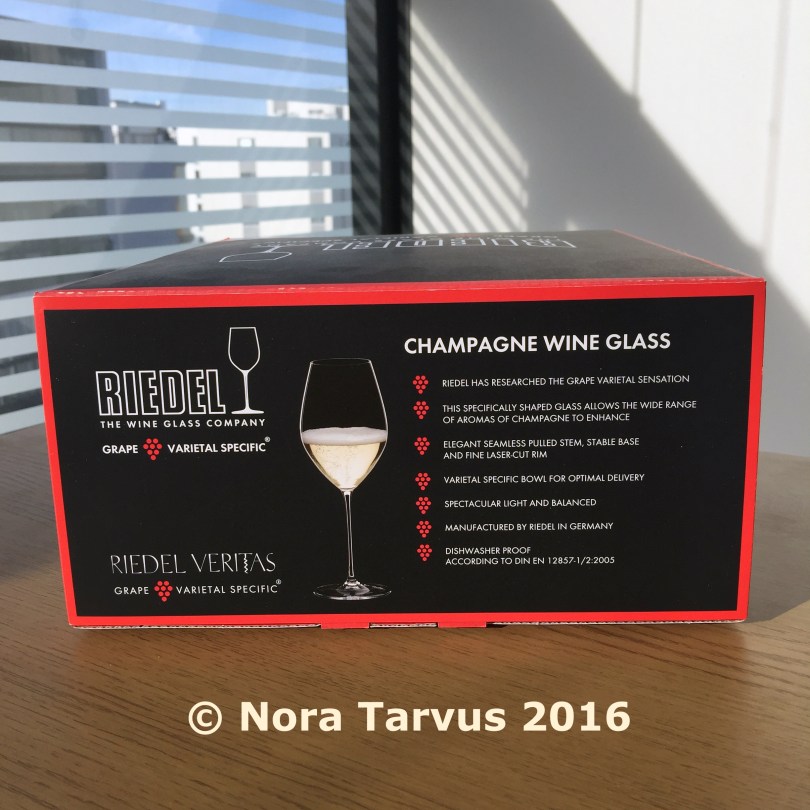 RIEDEL
RIEDEL
THE WINE GLASS COMPANY
GRAPE VARIETAL SPECIFIC®
RIEDEL VERITAS
GRAPE VARIETAL SPECIFIC®
CHAMPAGNE WINE GLASS
RIEDEL HAS RESEARCHED THE GRAPE VARIETAL SENSATION
THIS SPECIFICALLY SHAPED GLASS ALLOWS THE WIDE RANGE
OF AROMAS OF CHAMPAGNE TO ENHANCE
ELEGANT SEAMLESS PULLED STEM, STABLE BASE
AND FINE LASER-CUT RIM
VARIETAL SPECIFIC BOWL FOR OPTIMAL DELIVERY
SPECTACULAR LIGHT AND BALANCED
MANUFACTURED BY RIEDEL IN GERMANY
DISHWASHER PROOF
ACCORDING TO DIN EN 12857-1/2:2005
© Nora Tarvus 2016